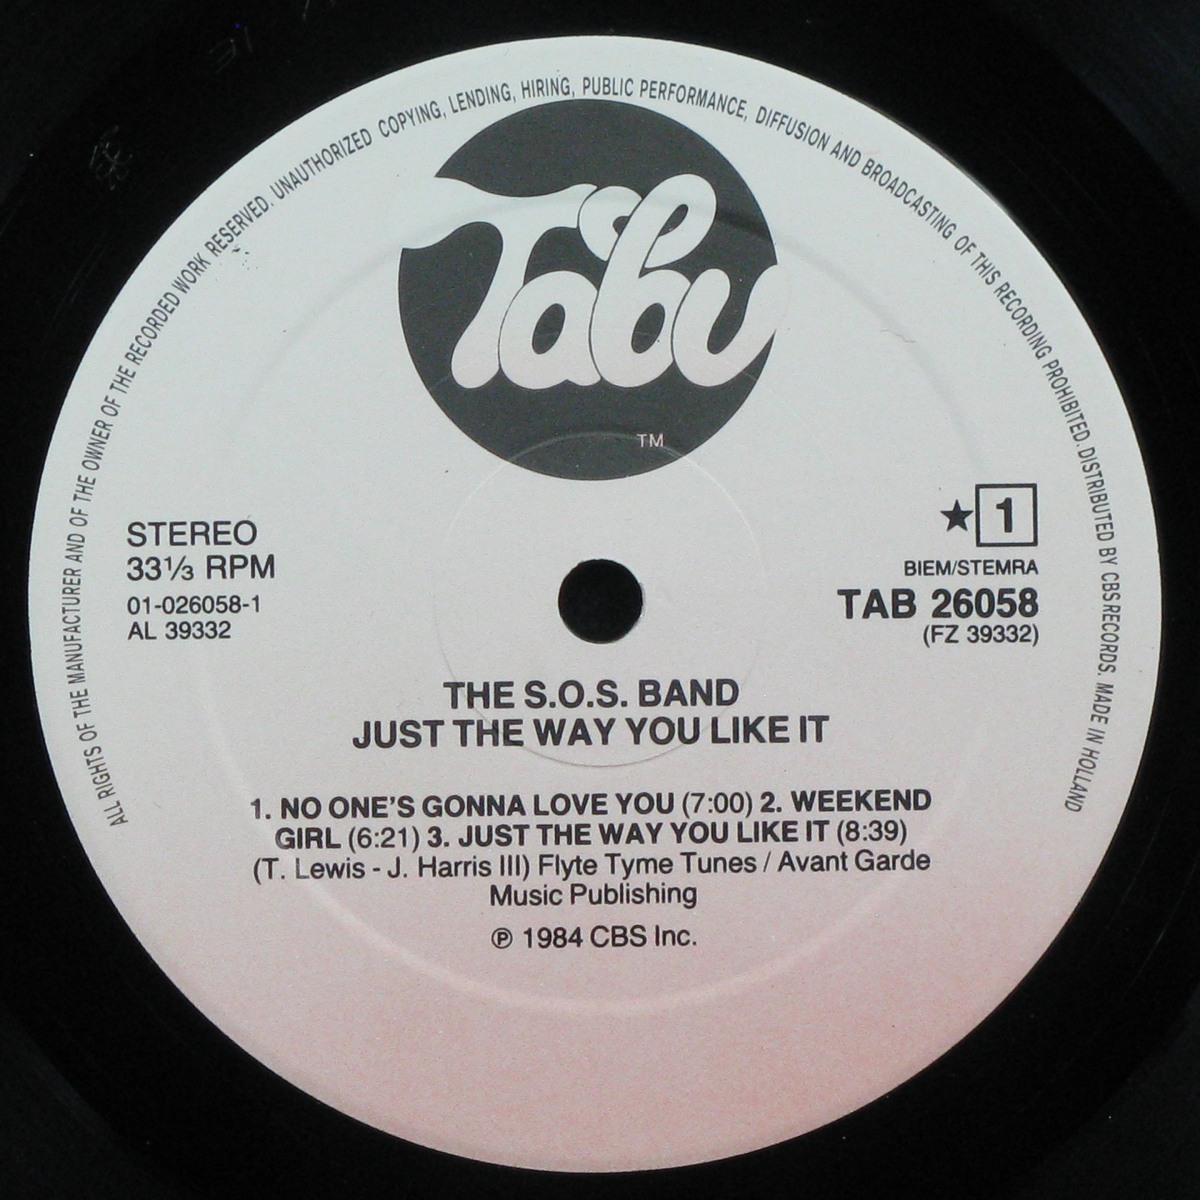 ALL RIGHTS OF THE MANUFACTURER AND OF THE OWNER OF THE RECORDED WORK RESERVED. UNAUTHORIZED COPYING, LENDING, HIRING, PUBLIC PERFORMANCE, DIFFUSION AND BROADCASTING OF THIS RECORDING PROHIBITED. DISTRIBUTED BY CBS RECORDS. MADE IN HOLLAND
Tabu
TM
STEREO
33⅓ RPM
01-026058-1
AL 39332
★ 1
BIEM/STEMRA
TAB 26058
(FZ 39332)
THE S.O.S. BAND
JUST THE WAY YOU LIKE IT
1. NO ONE'S GONNA LOVE YOU (7:00) 2. WEEKEND
GIRL (6:21) 3. JUST THE WAY YOU LIKE IT (8:39)
(T. Lewis - J. Harris III) Flyte Tyme Tunes / Avant Garde
Music Publishing
℗ 1984 CBS Inc.